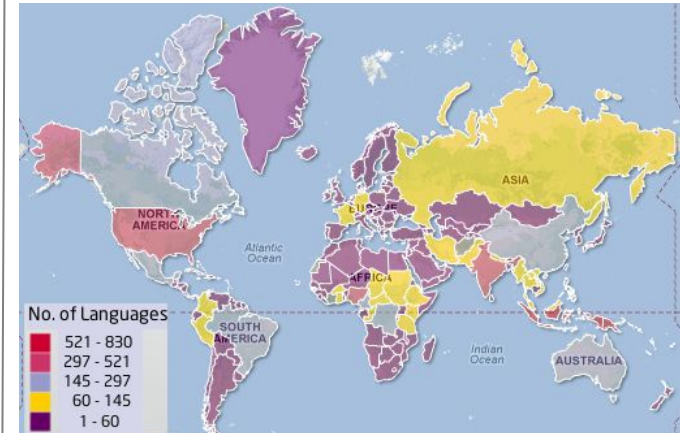 ASIA
EUROPE
NORTH
AMERICA
Atlantic
Ocean
AFRICA
No. of Languages
521 - 830
297 - 521
145 - 297
60 - 145
1 - 60
SOUTH
AMERICA
Indian
Ocean
AUSTRALIA